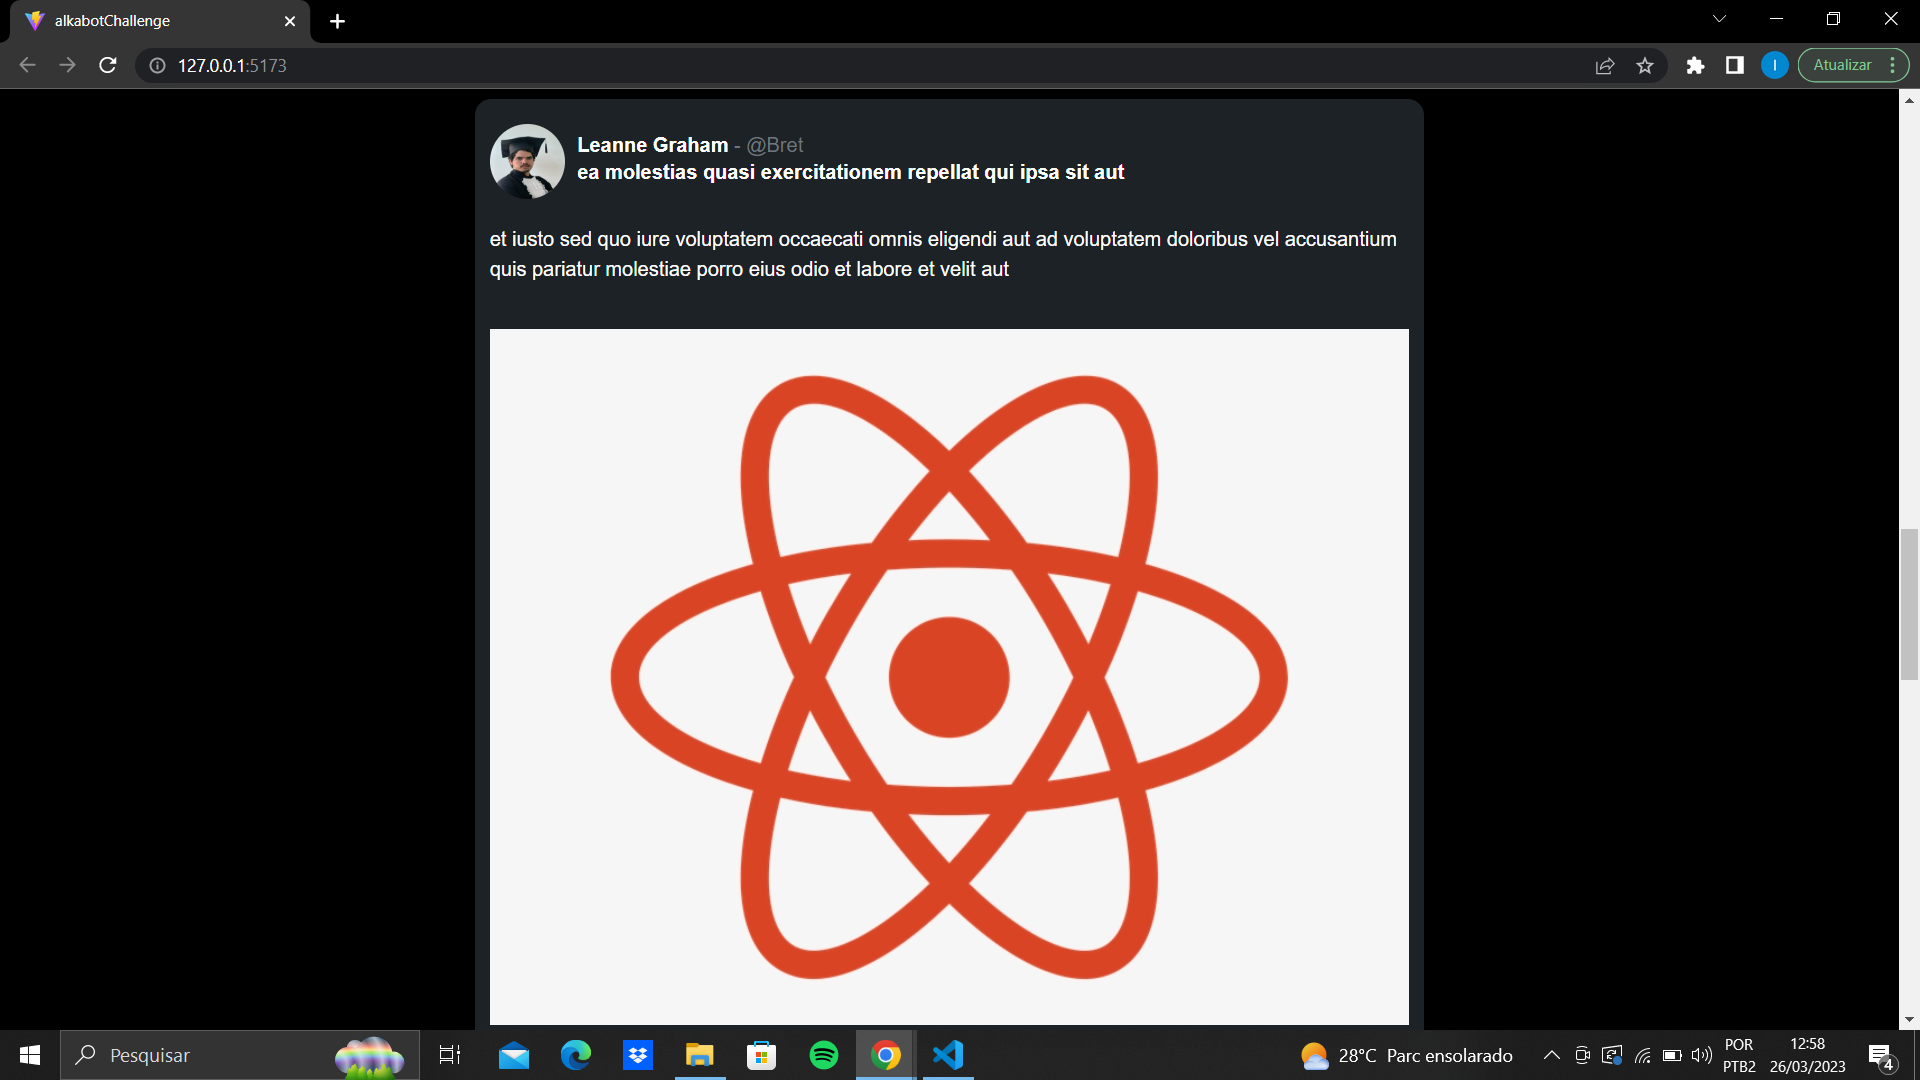 alkabotChallenge
127.0.0.1:5173
I
Atualizar
Leanne Graham - @Bret
ea molestias quasi exercitationem repellat qui ipsa sit aut
et iusto sed quo iure voluptatem occaecati omnis eligendi aut ad voluptatem doloribus vel accusantium
quis pariatur molestiae porro eius odio et labore et velit aut
Pesquisar
28°C Parc ensolarado
POR
PTB2
12:58
26/03/2023
4